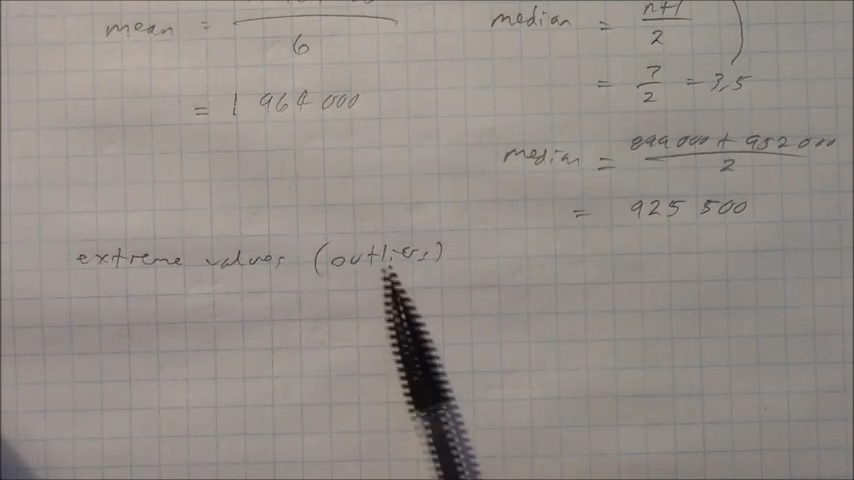 mean =
6
= 1 964 000
median = n+1
2
= 7
2 = 3,5
median = 899 000 + 952 000
2
= 925 500
extreme values (outliers)